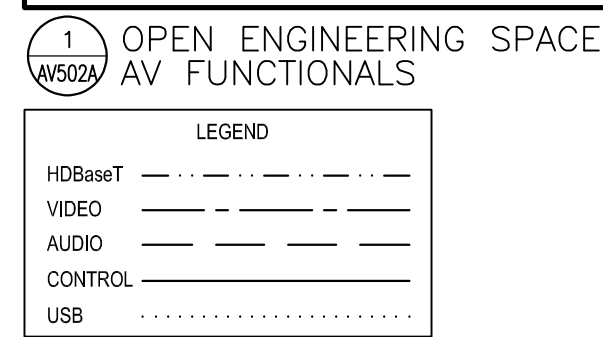 1
AV502A
OPEN ENGINEERING SPACE
AV FUNCTIONALS
LEGEND
HDBaseT
VIDEO
AUDIO
CONTROL
USB